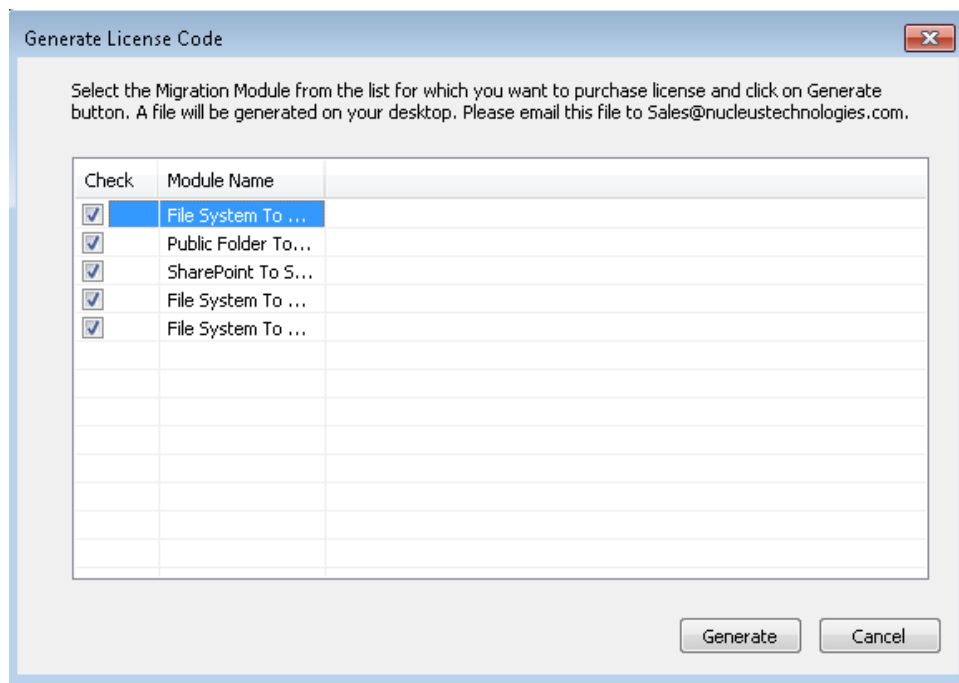 Generate License Code
Select the Migration Module from the list for which you want to purchase license and click on Generate
button. A file will be generated on your desktop. Please email this file to Sales@nucleustechnologies.com.
Check Module Name
File System To ...
Public Folder To...
SharePoint To S...
File System To ...
File System To ...
Generate Cancel